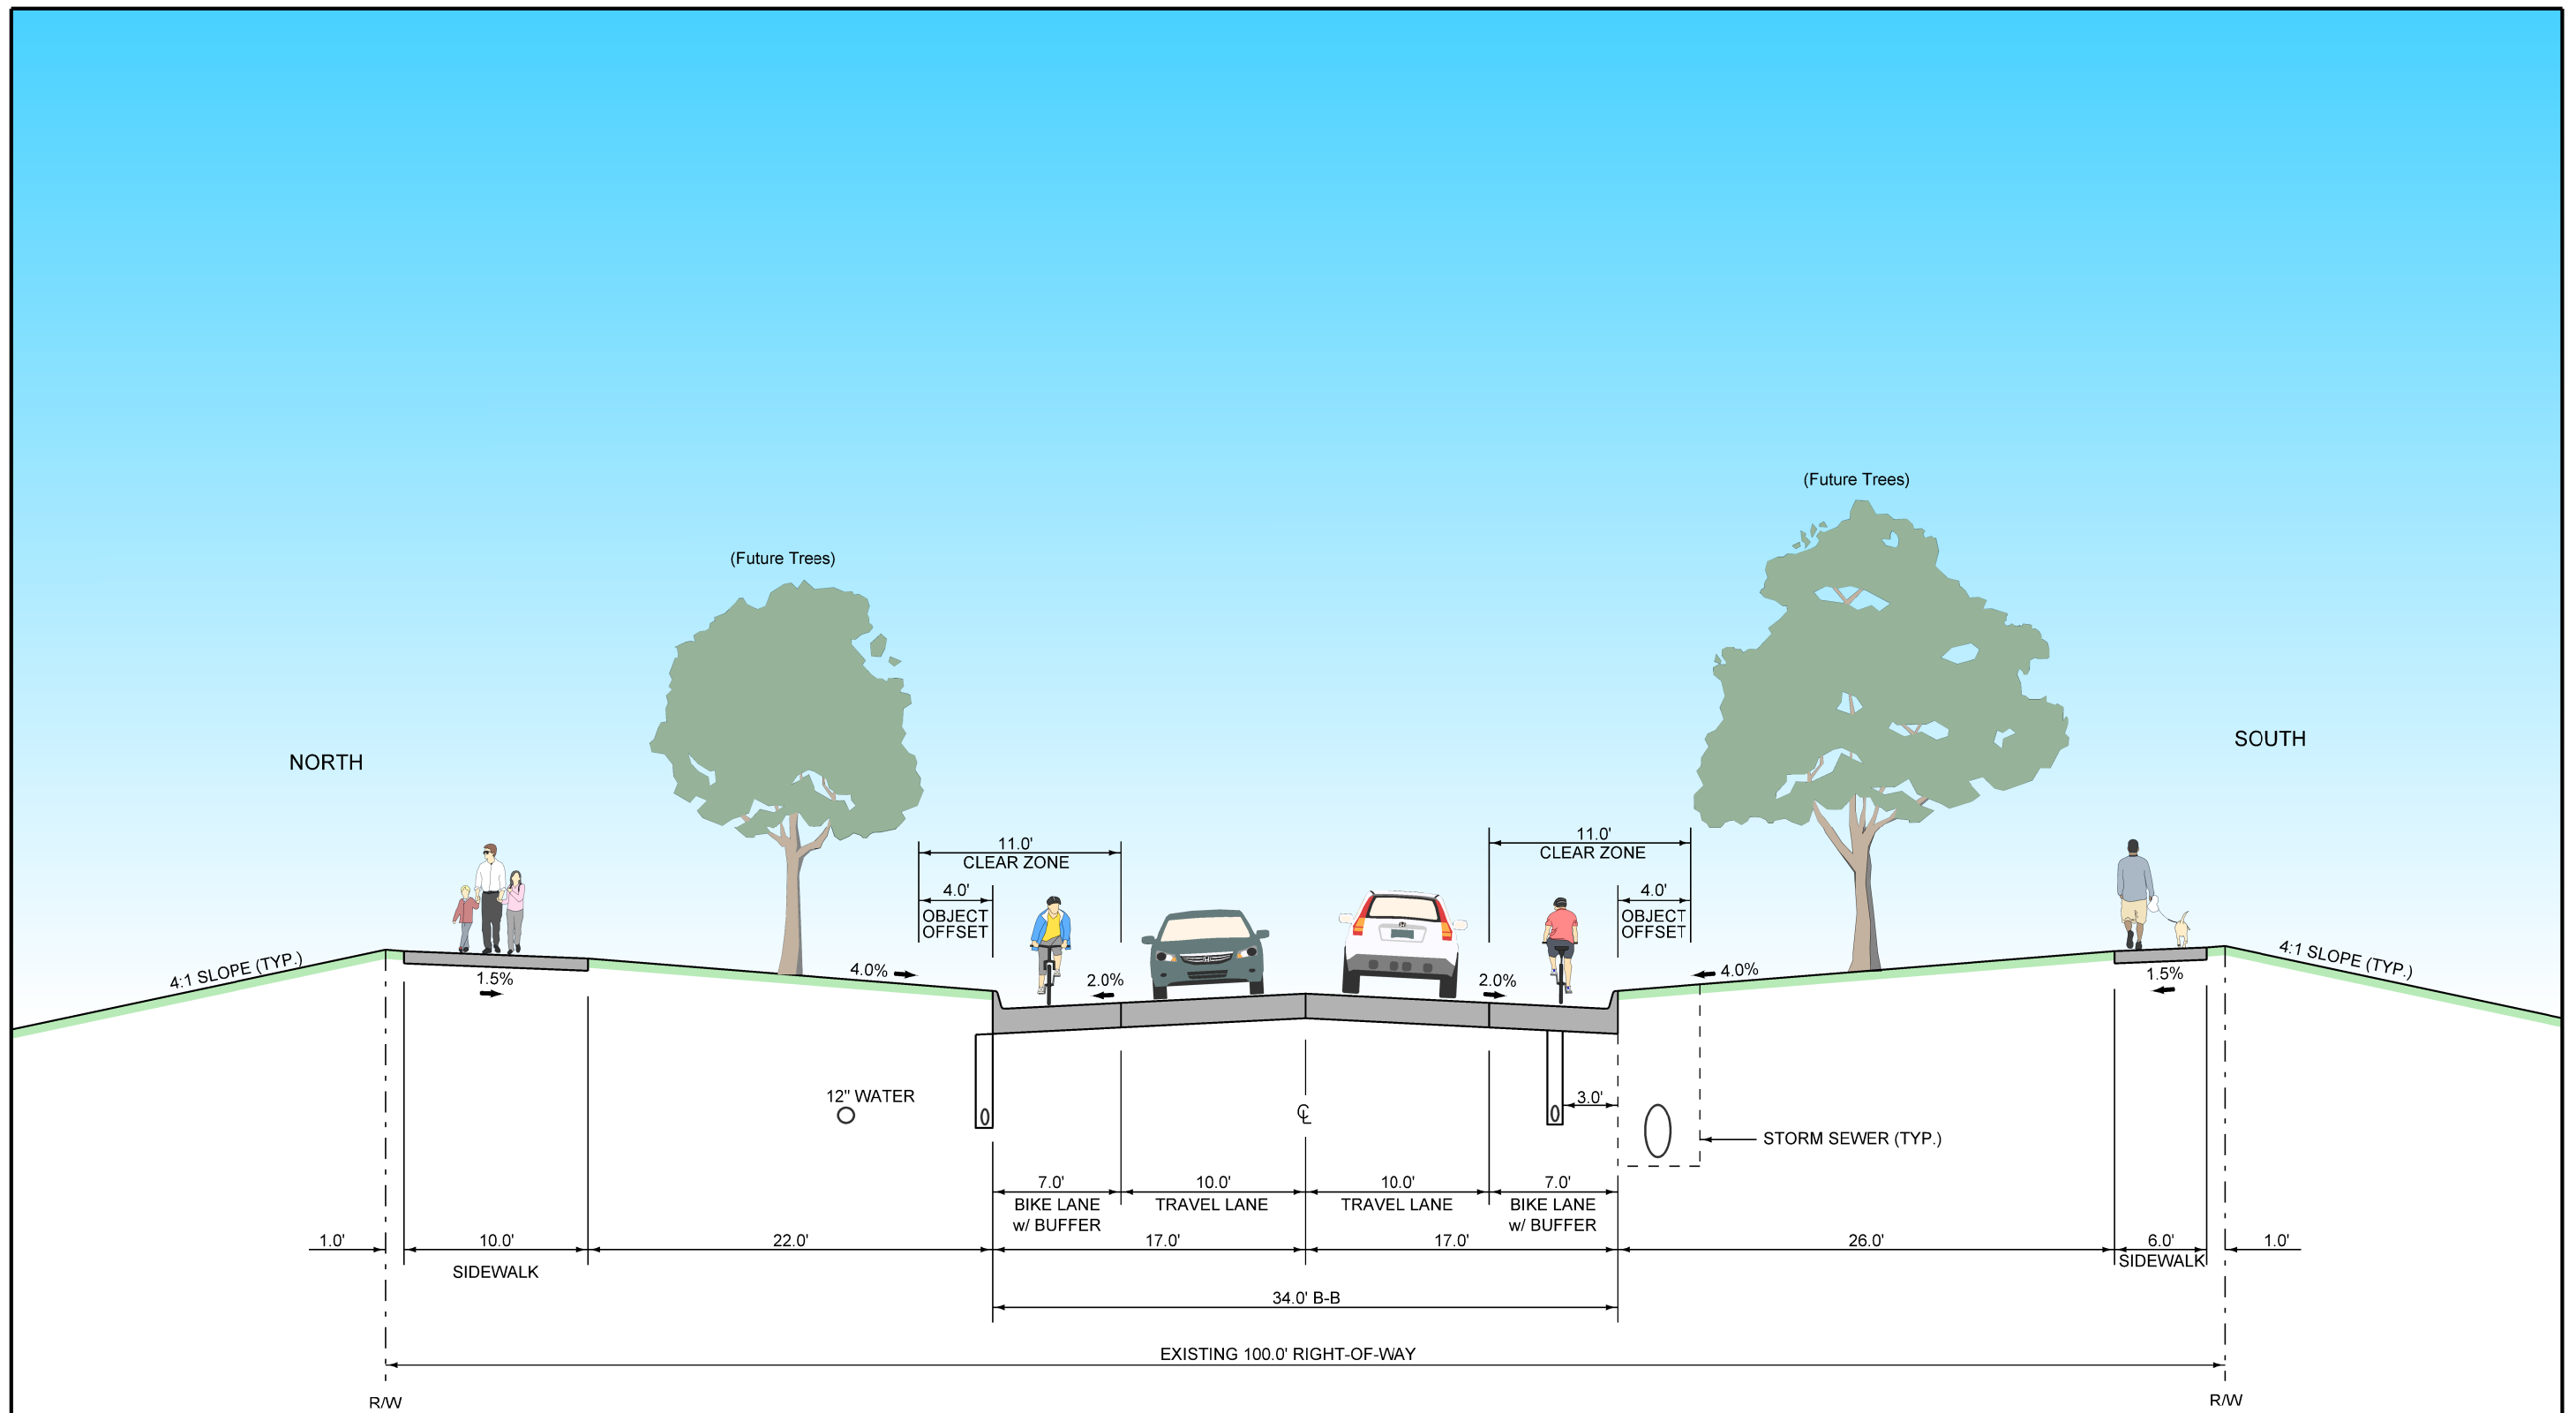 (Future Trees)
(Future Trees)
NORTH
SOUTH
11.0'
CLEAR ZONE
11.0'
CLEAR ZONE
4.0'
OBJECT
OFFSET
4.0'
OBJECT
OFFSET
4:1 SLOPE (TYP.)
1.5%
4.0%
2.0%
2.0%
4.0%
1.5%
4:1 SLOPE (TYP.)
12" WATER
℄
3.0'
STORM SEWER (TYP.)
7.0'
BIKE LANE
w/ BUFFER
10.0'
TRAVEL LANE
10.0'
TRAVEL LANE
7.0'
BIKE LANE
w/ BUFFER
1.0'
10.0'
SIDEWALK
22.0'
17.0'
17.0'
26.0'
6.0'
SIDEWALK
1.0'
34.0' B-B
EXISTING 100.0' RIGHT-OF-WAY
R/W
R/W